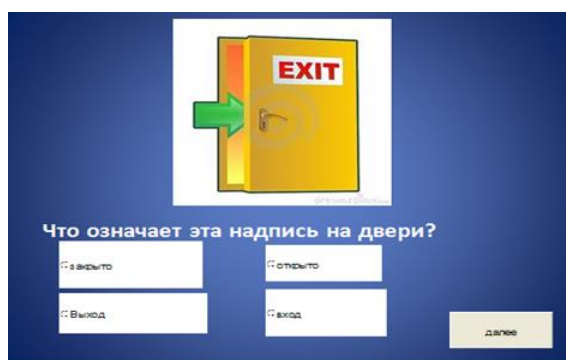 EXIT
Что означает эта надпись на двери?
закрыто
открыто
Выход
вход
далее